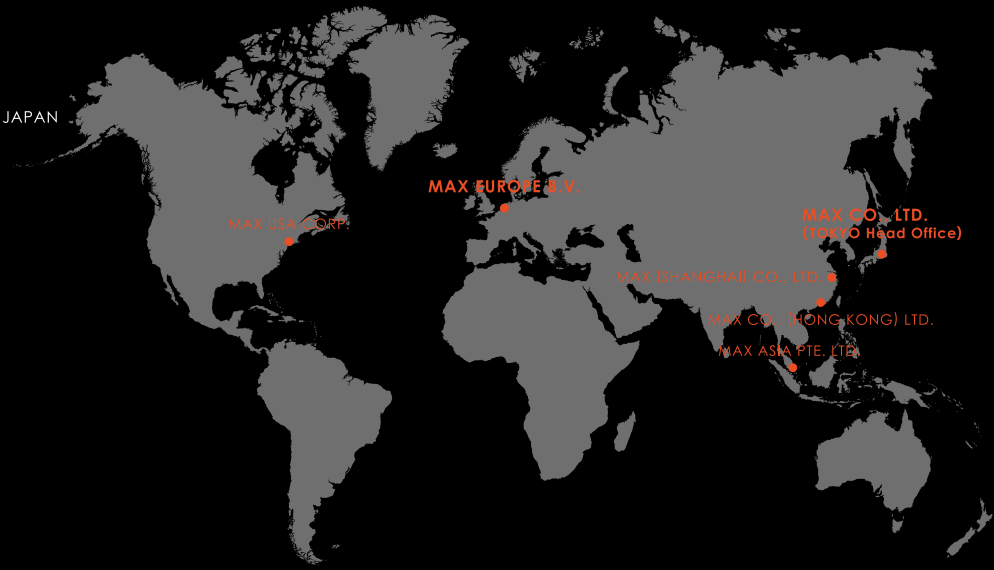 JAPAN
MAX EUROPE B.V.
MAX CO., LTD.
(TOKYO Head Office)
MAX USA CORP.
MAX (SHANGHAI) CO., LTD.
MAX CO., (HONG KONG) LTD.
MAX ASIA PTE. LTD.